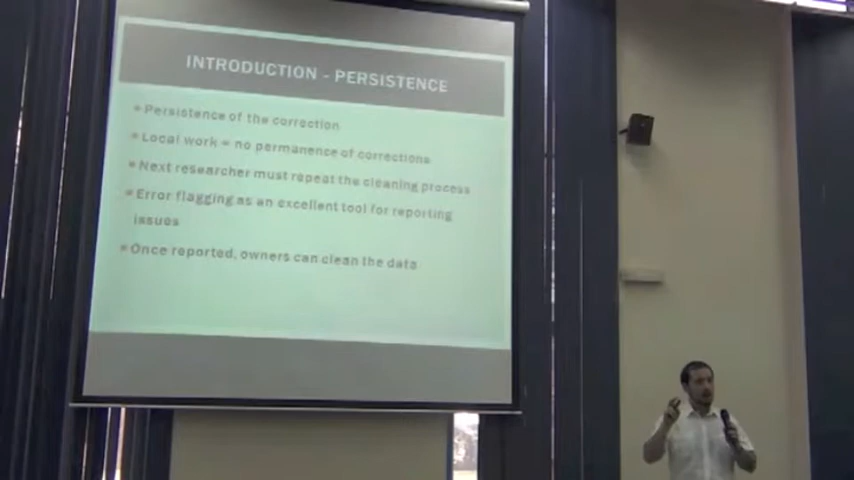 INTRODUCTION - PERSISTENCE
Persistence of the correction
Local work = no permanence of corrections
Next researcher must repeat the cleaning process
Error flagging as an excellent tool for reporting
issues
Once reported, owners can clean the data